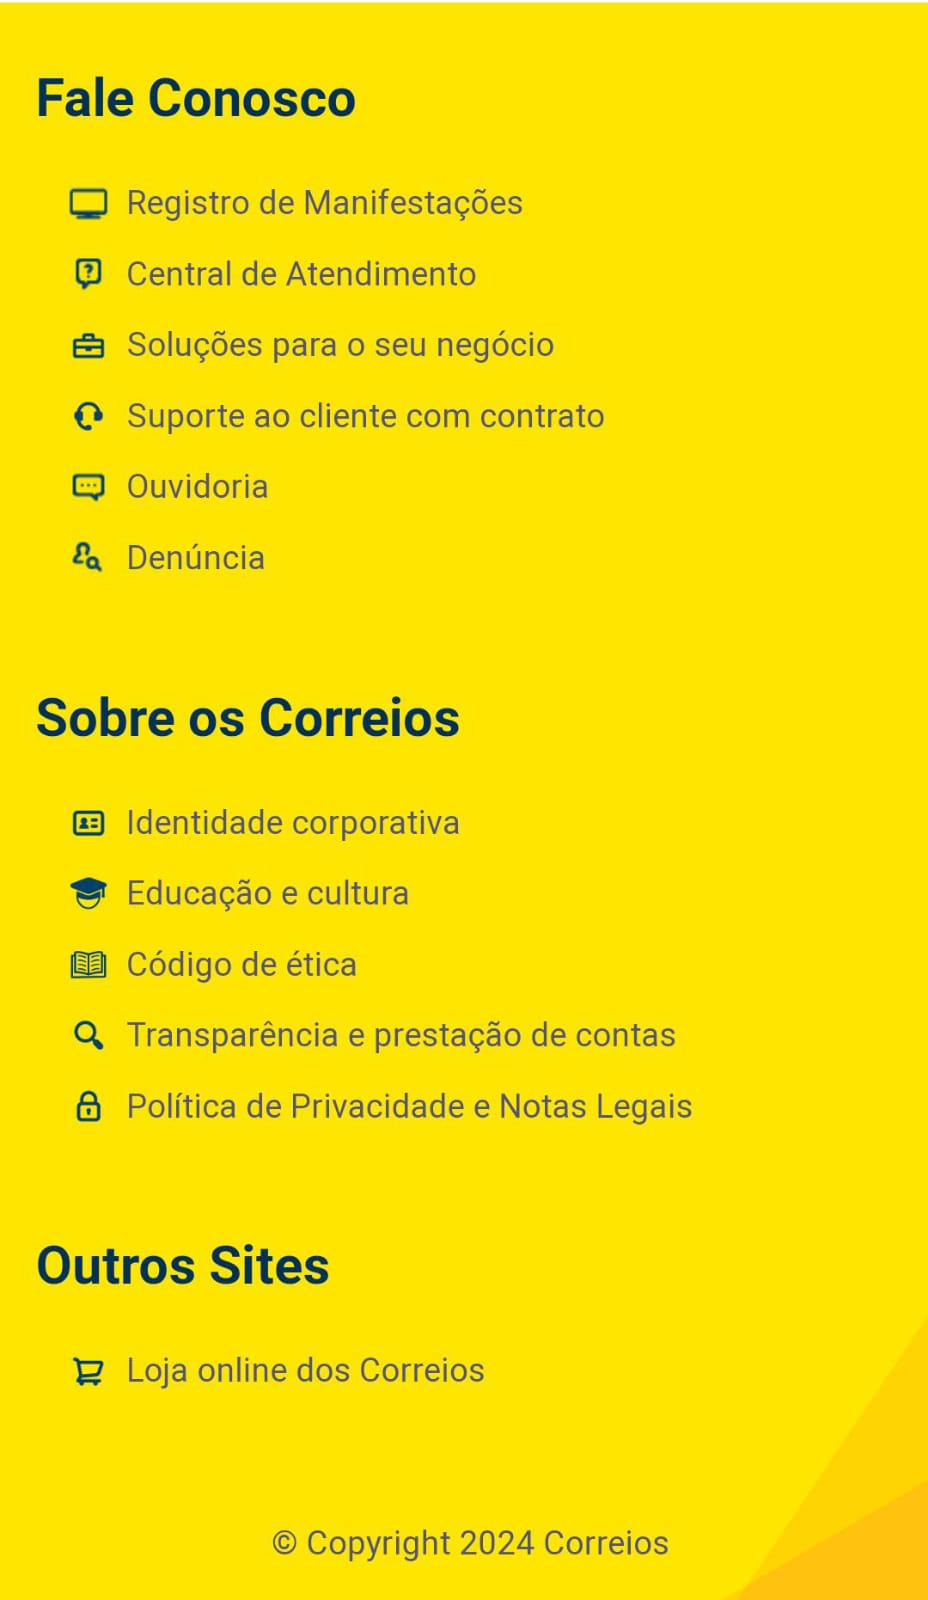 Fale Conosco
Registro de Manifestações
Central de Atendimento
Soluções para o seu negócio
Suporte ao cliente com contrato
Ouvidoria
Denúncia
Sobre os Correios
Identidade corporativa
Educação e cultura
Código de ética
Transparência e prestação de contas
Política de Privacidade e Notas Legais
Outros Sites
Loja online dos Correios
© Copyright 2024 Correios